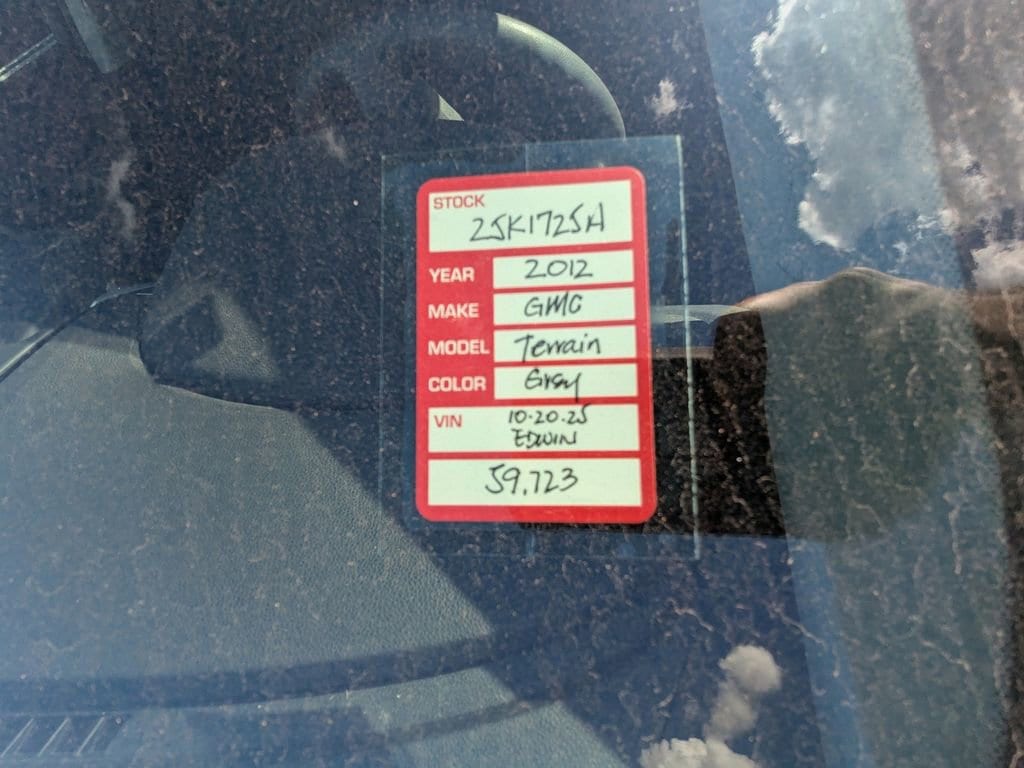 STOCK
25K1725A
YEAR 2012
MAKE GMC
MODEL Terrain
COLOR Gray
VIN 10-20-25
EDWIN
59,723